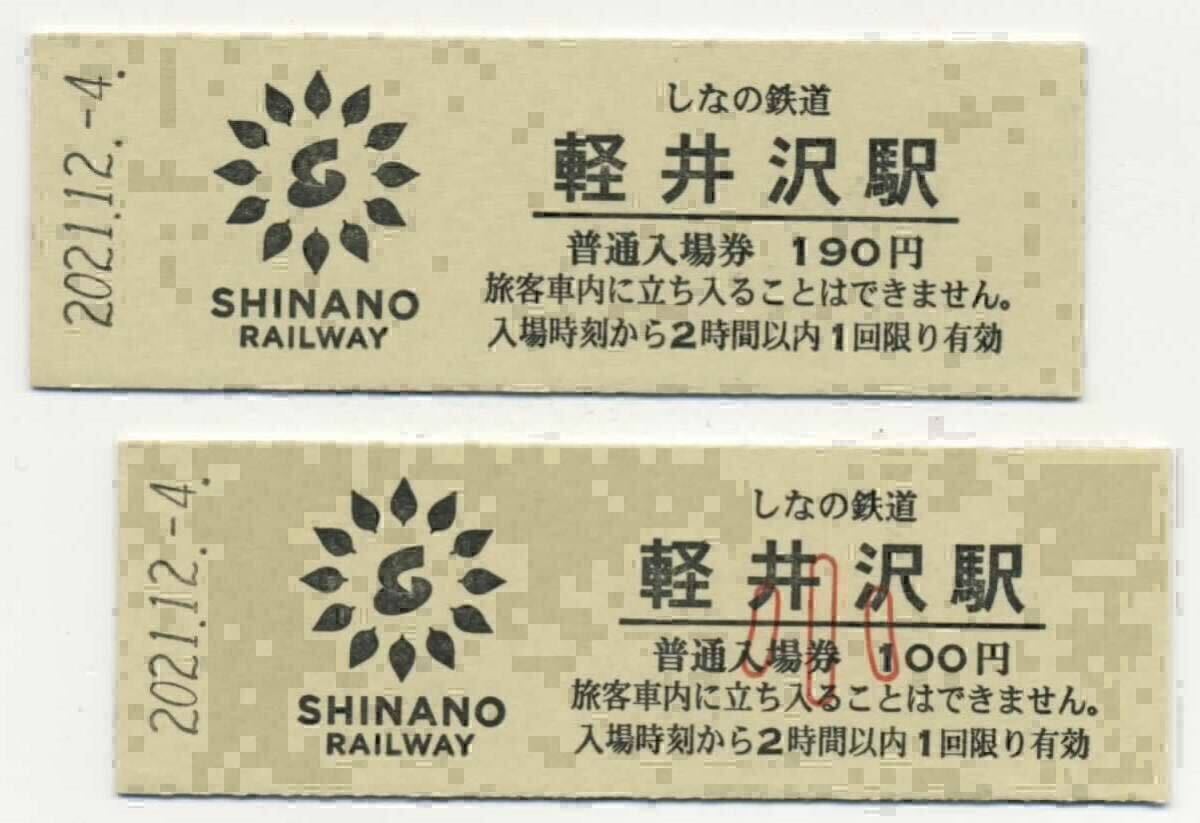 2021.12.-4.
SHINANO
RAILWAY
しなの鉄道
軽井沢駅
普通入場券 190円
旅客車内に立ち入ることはできません。
入場時刻から2時間以内1回限り有効
2021.12.-4.
SHINANO
RAILWAY
しなの鉄道
軽井沢駅
小
普通入場券 100円
旅客車内に立ち入ることはできません。
入場時刻から2時間以内1回限り有効